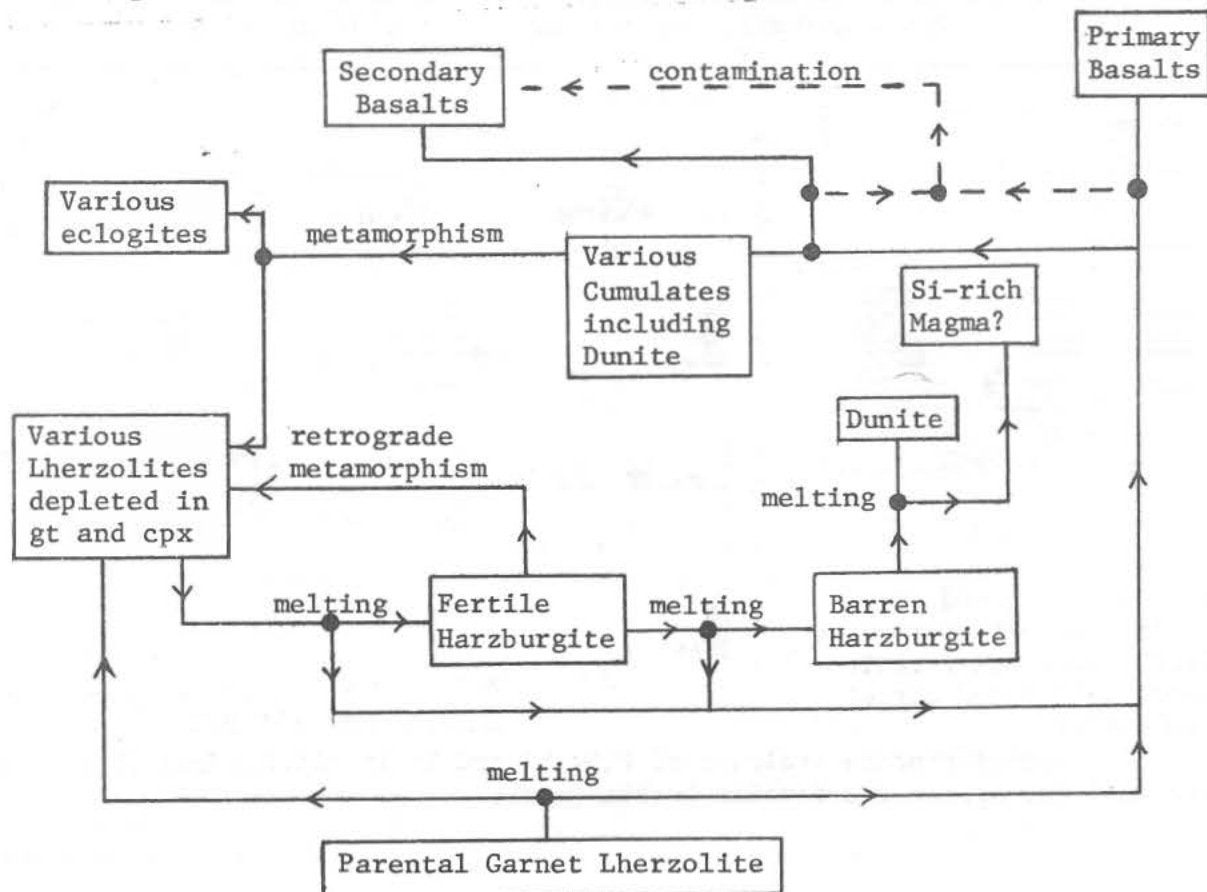 Primary
Basalts
Secondary
Basalts
contamination
Various
eclogites
metamorphism
Various
Cumulates
including
Dunite
Si-rich
Magma?
Various
Lherzolites
depleted in
gt and cpx
retrograde
metamorphism
Dunite
melting
melting
Fertile
Harzburgite
melting
Barren
Harzburgite
melting
Parental Garnet Lherzolite